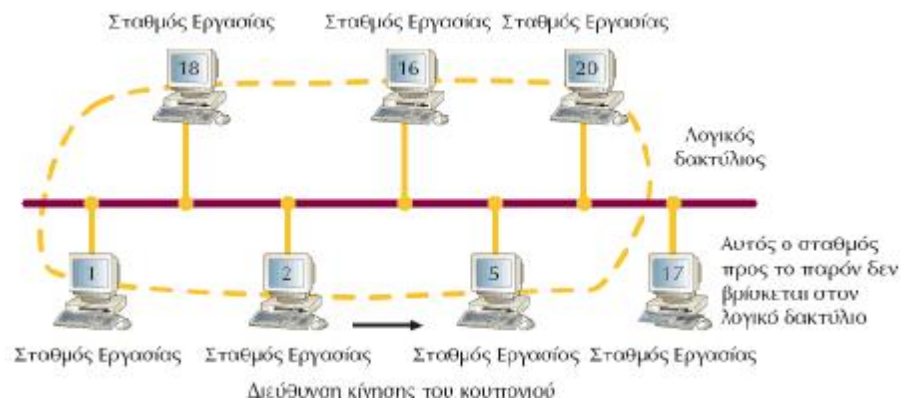 Σταθμός Εργασίας Σταθμός Εργασίας Σταθμός Εργασίας
18 16 20
Λογικός
δακτύλιος
1 2 5 17
Αυτός ο σταθμός
προς το παρόν δεν
βρίσκεται στον
λογικό δακτύλιο
Σταθμός Εργασίας Σταθμός Εργασίας Σταθμός Εργασίος Σταθμός Εργασίας
Διεύθυνση κίνησης του κουπονιού